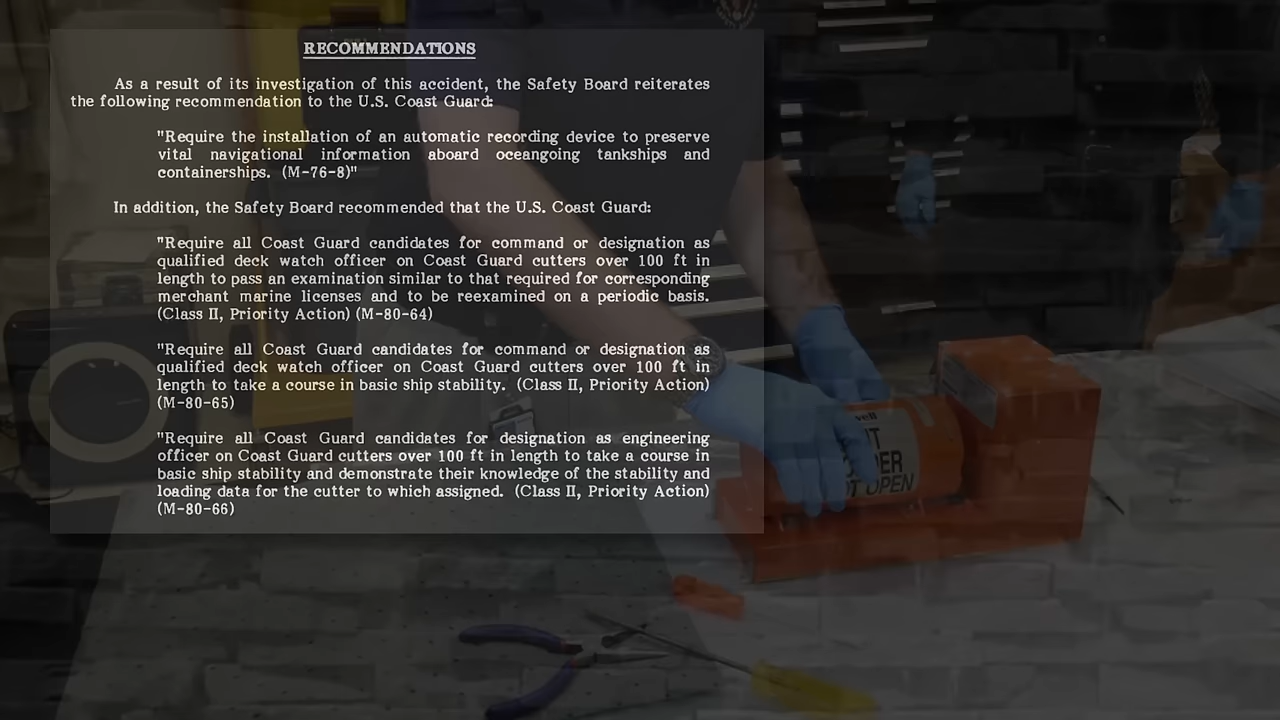 RECOMMENDATIONS
As a result of its investigation of this accident, the Safety Board reiterates
the following recommendation to the U.S. Coast Guard:
"Require the installation of an automatic recording device to preserve
vital navigational information aboard oceangoing tankships and
containerships. (M-76-8)"
In addition, the Safety Board recommended that the U.S. Coast Guard:
"Require all Coast Guard candidates for command or designation as
qualified deck watch officer on Coast Guard cutters over 100 ft in
length to pass an examination similar to that required for corresponding
merchant marine licenses and to be reexamined on a periodic basis.
(Class II, Priority Action) (M-80-64)
"Require all Coast Guard candidates for command or designation as
qualified deck watch officer on Coast Guard cutters over 100 ft in
length to take a course in basic ship stability. (Class II, Priority Action)
(M-80-65)
"Require all Coast Guard candidates for designation as engineering
officer on Coast Guard cutters over 100 ft in length to take a course in
basic ship stability and demonstrate their knowledge of the stability and
loading data for the cutter to which assigned. (Class II, Priority Action)
(M-80-66)
OPEN